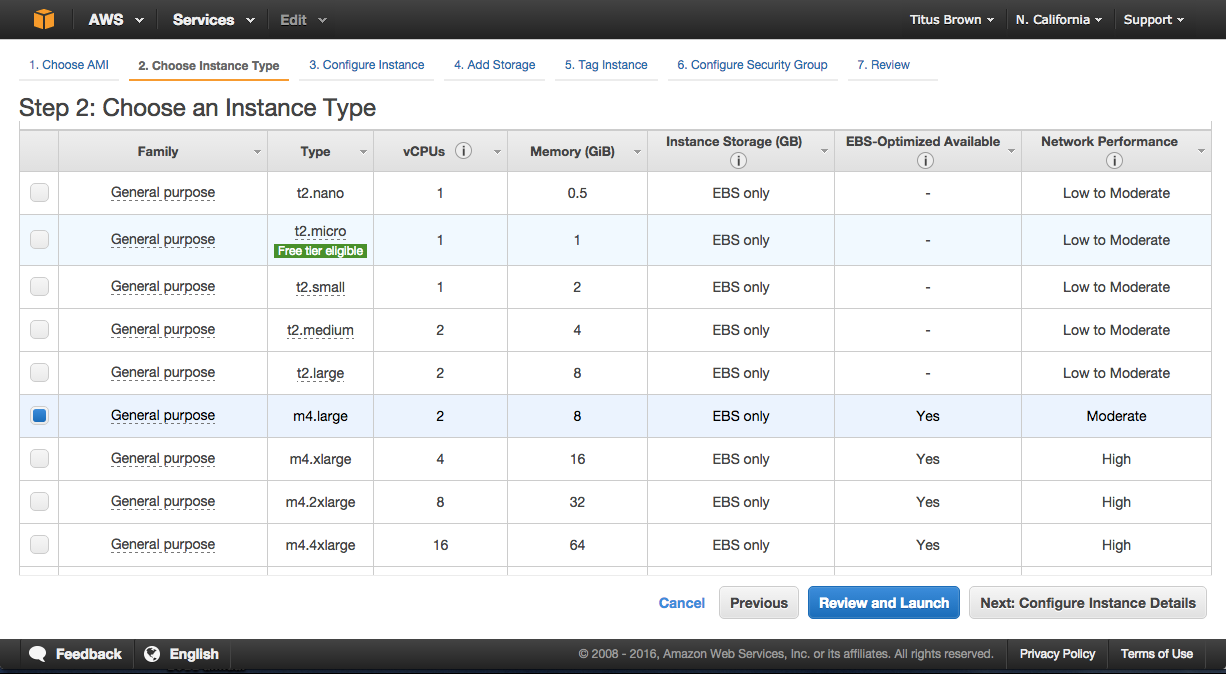 AWS Services Edit Titus Brown N. California Support
1. Choose AMI 2. Choose Instance Type 3. Configure Instance 4. Add Storage 5. Tag Instance 6. Configure Security Group 7. Review
Step 2: Choose an Instance Type
Family Type vCPUs i Memory (GiB) Instance Storage (GB) i EBS-Optimized Available i Network Performance i
General purpose t2.nano 1 0.5 EBS only - Low to Moderate
General purpose t2.micro Free tier eligible 1 1 EBS only - Low to Moderate
General purpose t2.small 1 2 EBS only - Low to Moderate
General purpose t2.medium 2 4 EBS only - Low to Moderate
General purpose t2.large 2 8 EBS only - Low to Moderate
General purpose m4.large 2 8 EBS only Yes Moderate
General purpose m4.xlarge 4 16 EBS only Yes High
General purpose m4.2xlarge 8 32 EBS only Yes High
General purpose m4.4xlarge 16 64 EBS only Yes High
Cancel Previous Review and Launch Next: Configure Instance Details
Feedback English © 2008 - 2016, Amazon Web Services, Inc. or its affiliates. All rights reserved. Privacy Policy Terms of Use